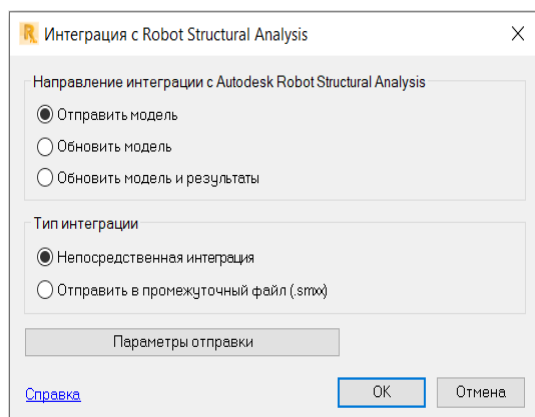 Интеграция с Robot Structural Analysis
Направление интеграции с Autodesk Robot Structural Analysis
Отправить модель
Обновить модель
Обновить модель и результаты
Тип интеграции
Непосредственная интеграция
Отправить в промежуточный файл (.smxx)
Параметры отправки
Справка
OK
Отмена